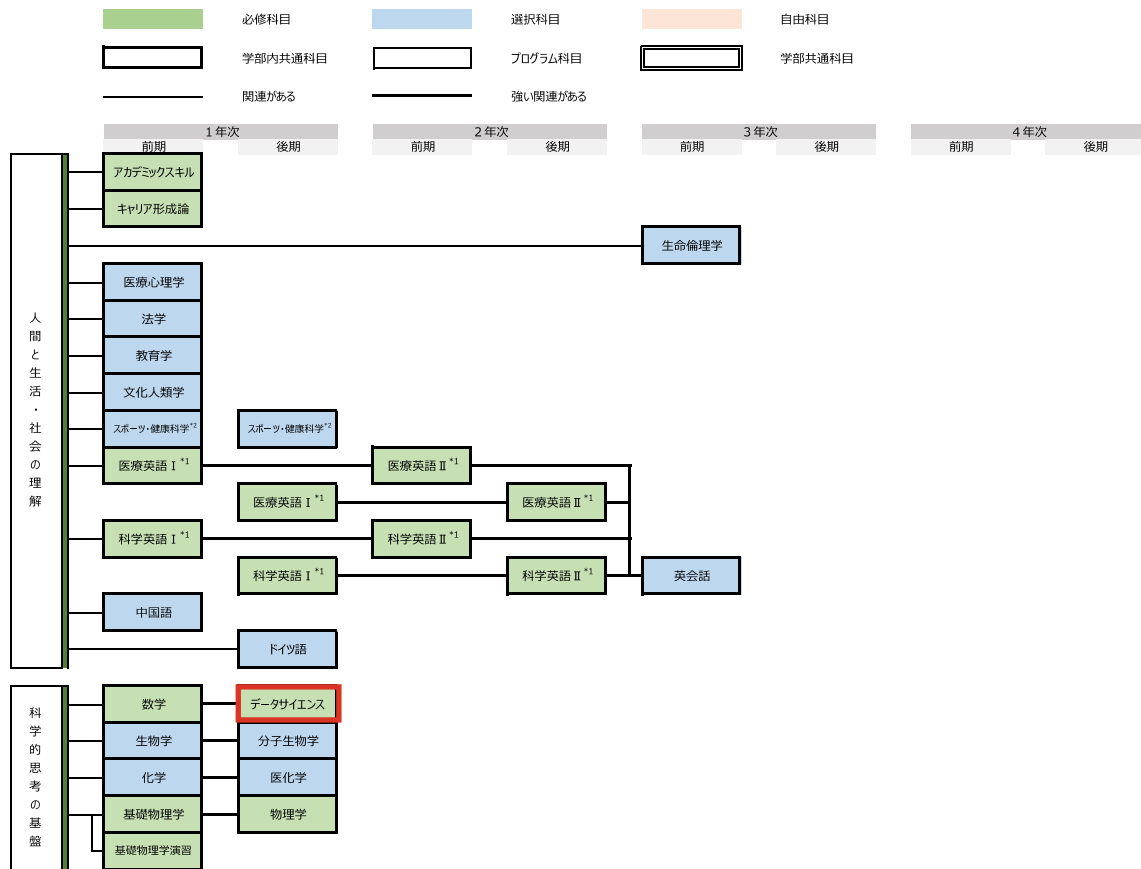 必修科目 選択科目 自由科目
学部内共通科目 プログラム科目 学部共通科目
関連がある 強い関連がある
1年次 2年次 3年次 4年次
前期 後期 前期 後期 前期 後期 前期 後期
人間と生活・社会の理解
アカデミックスキル
キャリア形成論
生命倫理学
医療心理学
法学
教育学
文化人類学
スポーツ・健康科学*2 スポーツ・健康科学*2
医療英語Ⅰ*1 医療英語Ⅱ*1
医療英語Ⅰ*1 医療英語Ⅱ*1
科学英語Ⅰ*1 科学英語Ⅱ*1
科学英語Ⅰ*1 科学英語Ⅱ*1 英会話
中国語
ドイツ語
科学的思考の基盤
数学 データサイエンス
生物学 分子生物学
化学 医化学
基礎物理学 物理学
基礎物理学演習